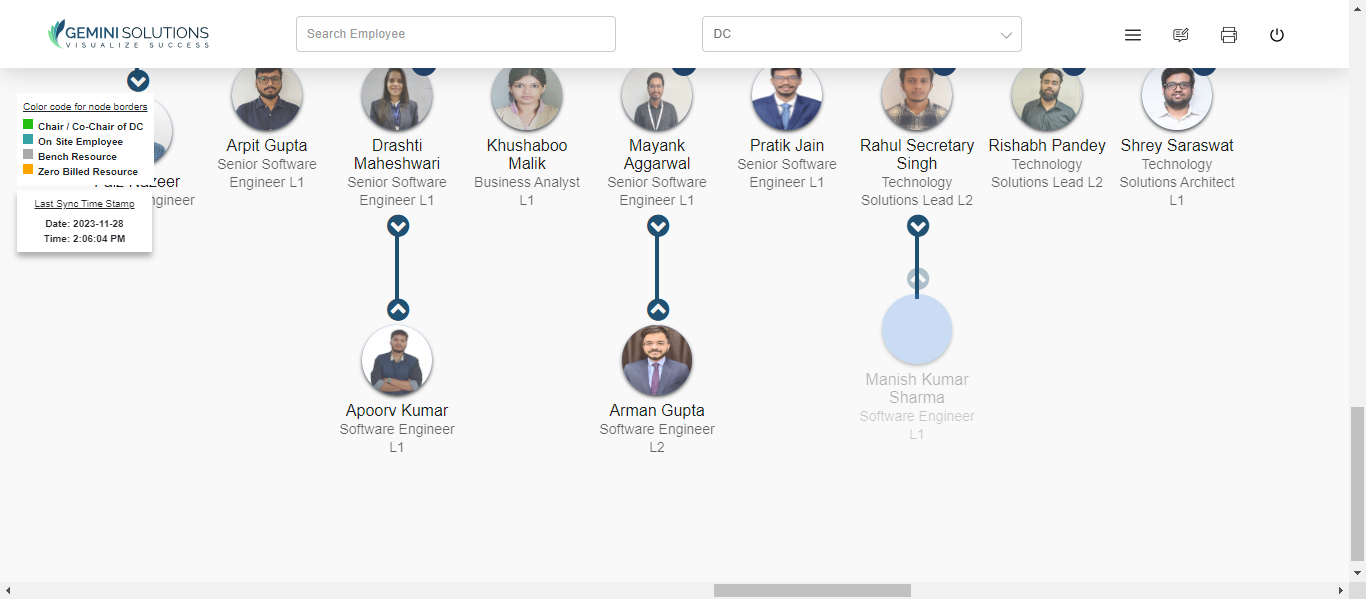 GEMINI SOLUTIONS
VISUALIZE SUCCESS
Search Employee
DC
Color code for node borders
Chair / Co-Chair of DC
On Site Employee
Bench Resource
Zero Billed Resource
Last Sync Time Stamp
Date: 2023-11-28
Time: 2:06:04 PM
Arpit Gupta
Senior Software
Engineer L1
Drashti
Maheshwari
Senior Software
Engineer L1
Khushaboo
Malik
Business Analyst
L1
Mayank
Aggarwal
Senior Software
Engineer L1
Pratik Jain
Senior Software
Engineer L1
Rahul Secretary
Singh
Technology
Solutions Lead L2
Rishabh Pandey
Technology
Solutions Lead L2
Shrey Saraswat
Technology
Solutions Architect
L1
Apoorv Kumar
Software Engineer
L1
Arman Gupta
Software Engineer
L2
Manish Kumar
Sharma
Software Engineer
L1